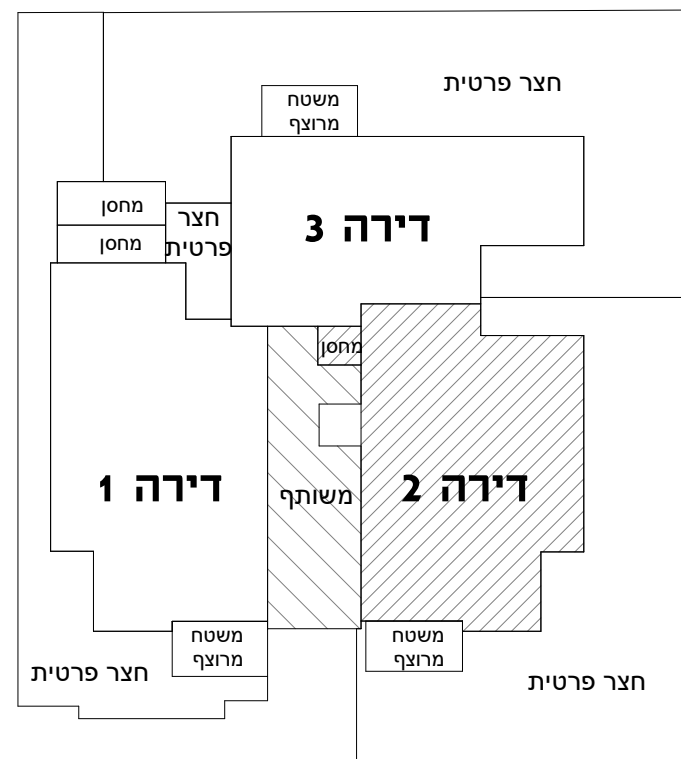 חצר פרטית
משטח
מרוצף
מחסן
חצר
פרטית
דירה 3
מחסן
מחסן
דירה 1
משותף
דירה 2
משטח
מרוצף
משטח
מרוצף
חצר פרטית
חצר פרטית